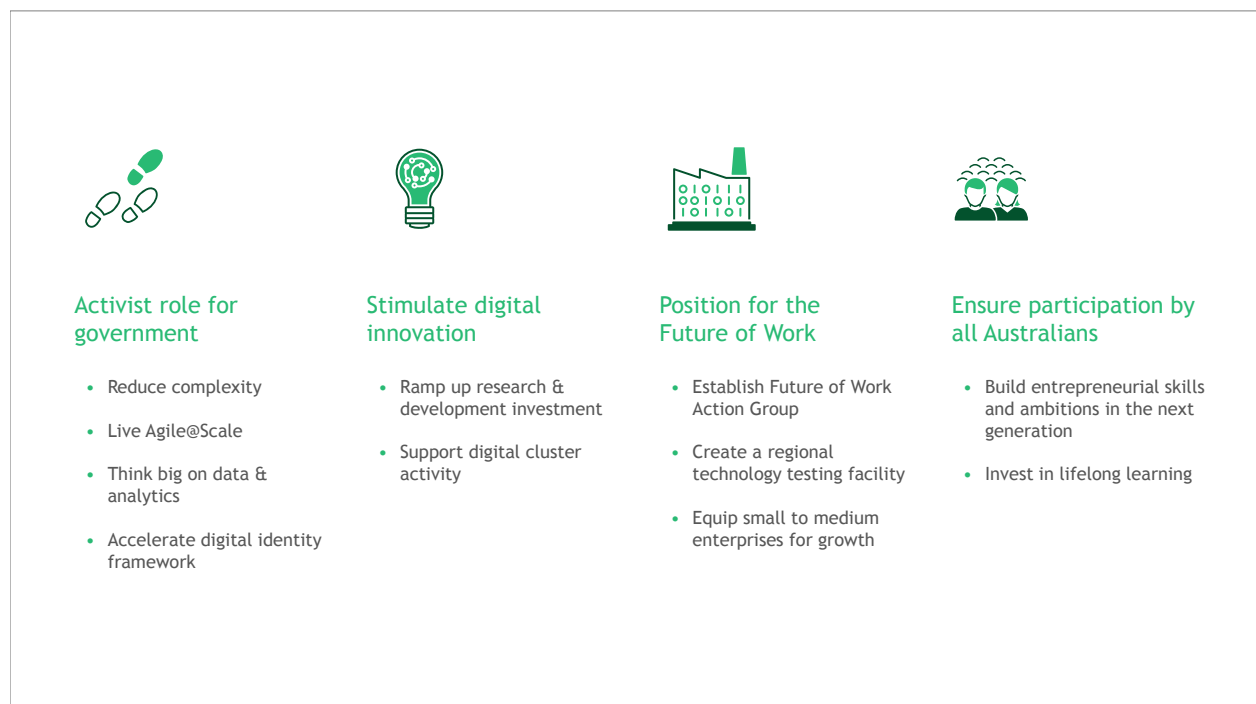 Activist role for
government
• Reduce complexity
• Live Agile@Scale
• Think big on data &
analytics
• Accelerate digital identity
framework
Stimulate digital
innovation
• Ramp up research &
development investment
• Support digital cluster
activity
Position for the
Future of Work
• Establish Future of Work
Action Group
• Create a regional
technology testing facility
• Equip small to medium
enterprises for growth
Ensure participation by
all Australians
• Build entrepreneurial skills
and ambitions in the next
generation
• Invest in lifelong learning